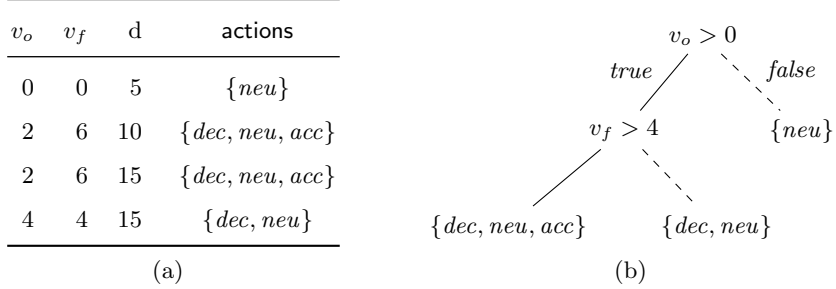 v_o v_f d actions
0 0 5 {neu}
2 6 10 {dec, neu, acc}
2 6 15 {dec, neu, acc}
4 4 15 {dec, neu}
(a)
v_o > 0
true false
v_f > 4 {neu}
{dec, neu, acc} {dec, neu}
(b)